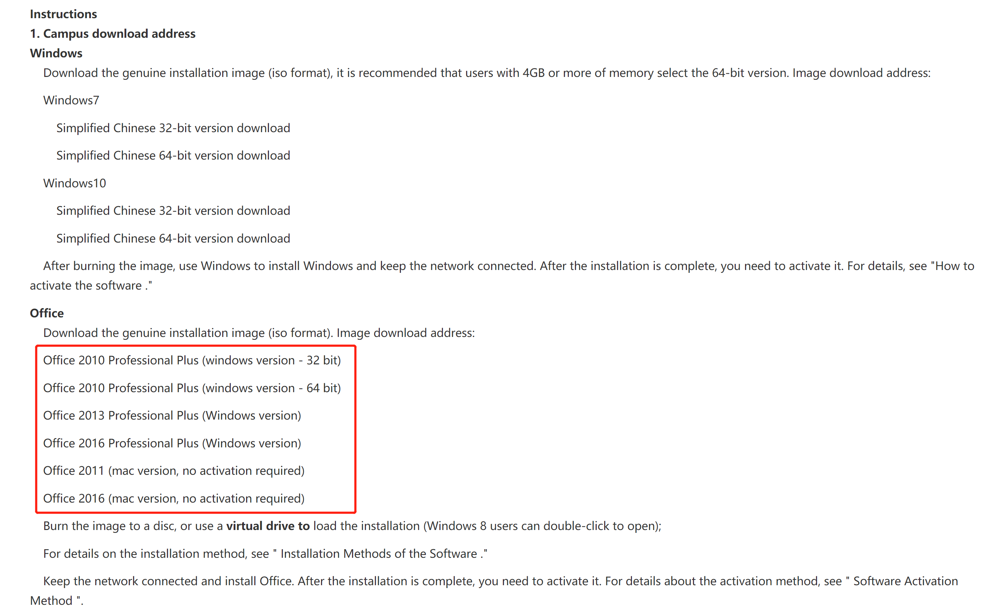 Instructions
1. Campus download address
Windows
Download the genuine installation image (iso format), it is recommended that users with 4GB or more of memory select the 64-bit version. Image download address:
Windows7
Simplified Chinese 32-bit version download
Simplified Chinese 64-bit version download
Windows10
Simplified Chinese 32-bit version download
Simplified Chinese 64-bit version download
After burning the image, use Windows to install Windows and keep the network connected. After the installation is complete, you need to activate it. For details, see "How to
activate the software ."
Office
Download the genuine installation image (iso format). Image download address:
Office 2010 Professional Plus (windows version - 32 bit)
Office 2010 Professional Plus (windows version - 64 bit)
Office 2013 Professional Plus (Windows version)
Office 2016 Professional Plus (Windows version)
Office 2011 (mac version, no activation required)
Office 2016 (mac version, no activation required)
Burn the image to a disc, or use a virtual drive to load the installation (Windows 8 users can double-click to open);
For details on the installation method, see " Installation Methods of the Software ."
Keep the network connected and install Office. After the installation is complete, you need to activate it. For details about the activation method, see " Software Activation
Method ".